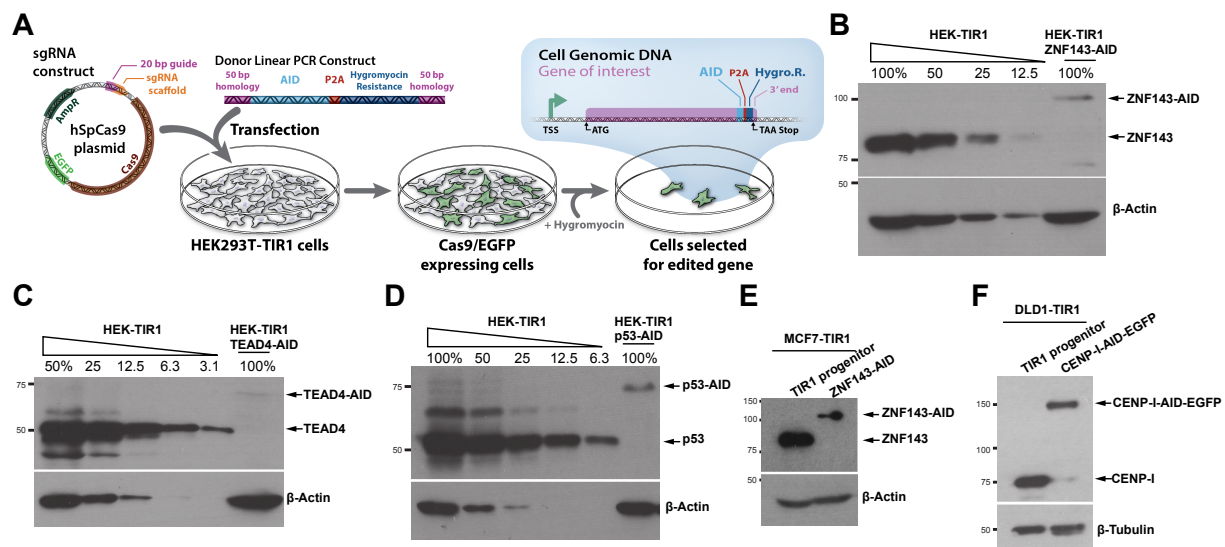 A
sgRNA
construct
20 bp guide
sgRNA
scaffold
AmpR
hSpCas9
plasmid
EGFP
Cas9
Donor Linear PCR Construct
50 bp
homology
AID
P2A
Hygromyocin
Resistance
50 bp
homology
Transfection
HEK293T-TIR1 cells
Cas9/EGFP
expressing cells
+ Hygromyocin
Cells selected
for edited gene
Cell Genomic DNA
Gene of interest
AID
P2A
Hygro.R.
3' end
TSS
ATG
TAA Stop
B
HEK-TIR1
HEK-TIR1
ZNF143-AID
100% 50 25 12.5 100%
100
75
50
ZNF143-AID
ZNF143
β-Actin
C
HEK-TIR1
HEK-TIR1
TEAD4-AID
50% 25 12.5 6.3 3.1 100%
75
50
TEAD4-AID
TEAD4
β-Actin
D
HEK-TIR1
HEK-TIR1
p53-AID
100% 50 25 12.5 6.3 100%
75
50
p53-AID
p53
β-Actin
E
MCF7-TIR1
TIR1 progenitor
ZNF143-AID
150
100
75
50
ZNF143-AID
ZNF143
β-Actin
F
DLD1-TIR1
TIR1 progenitor
CENP-I-AID-EGFP
150
100
75
50
CENP-I-AID-EGFP
CENP-I
β-Tubulin